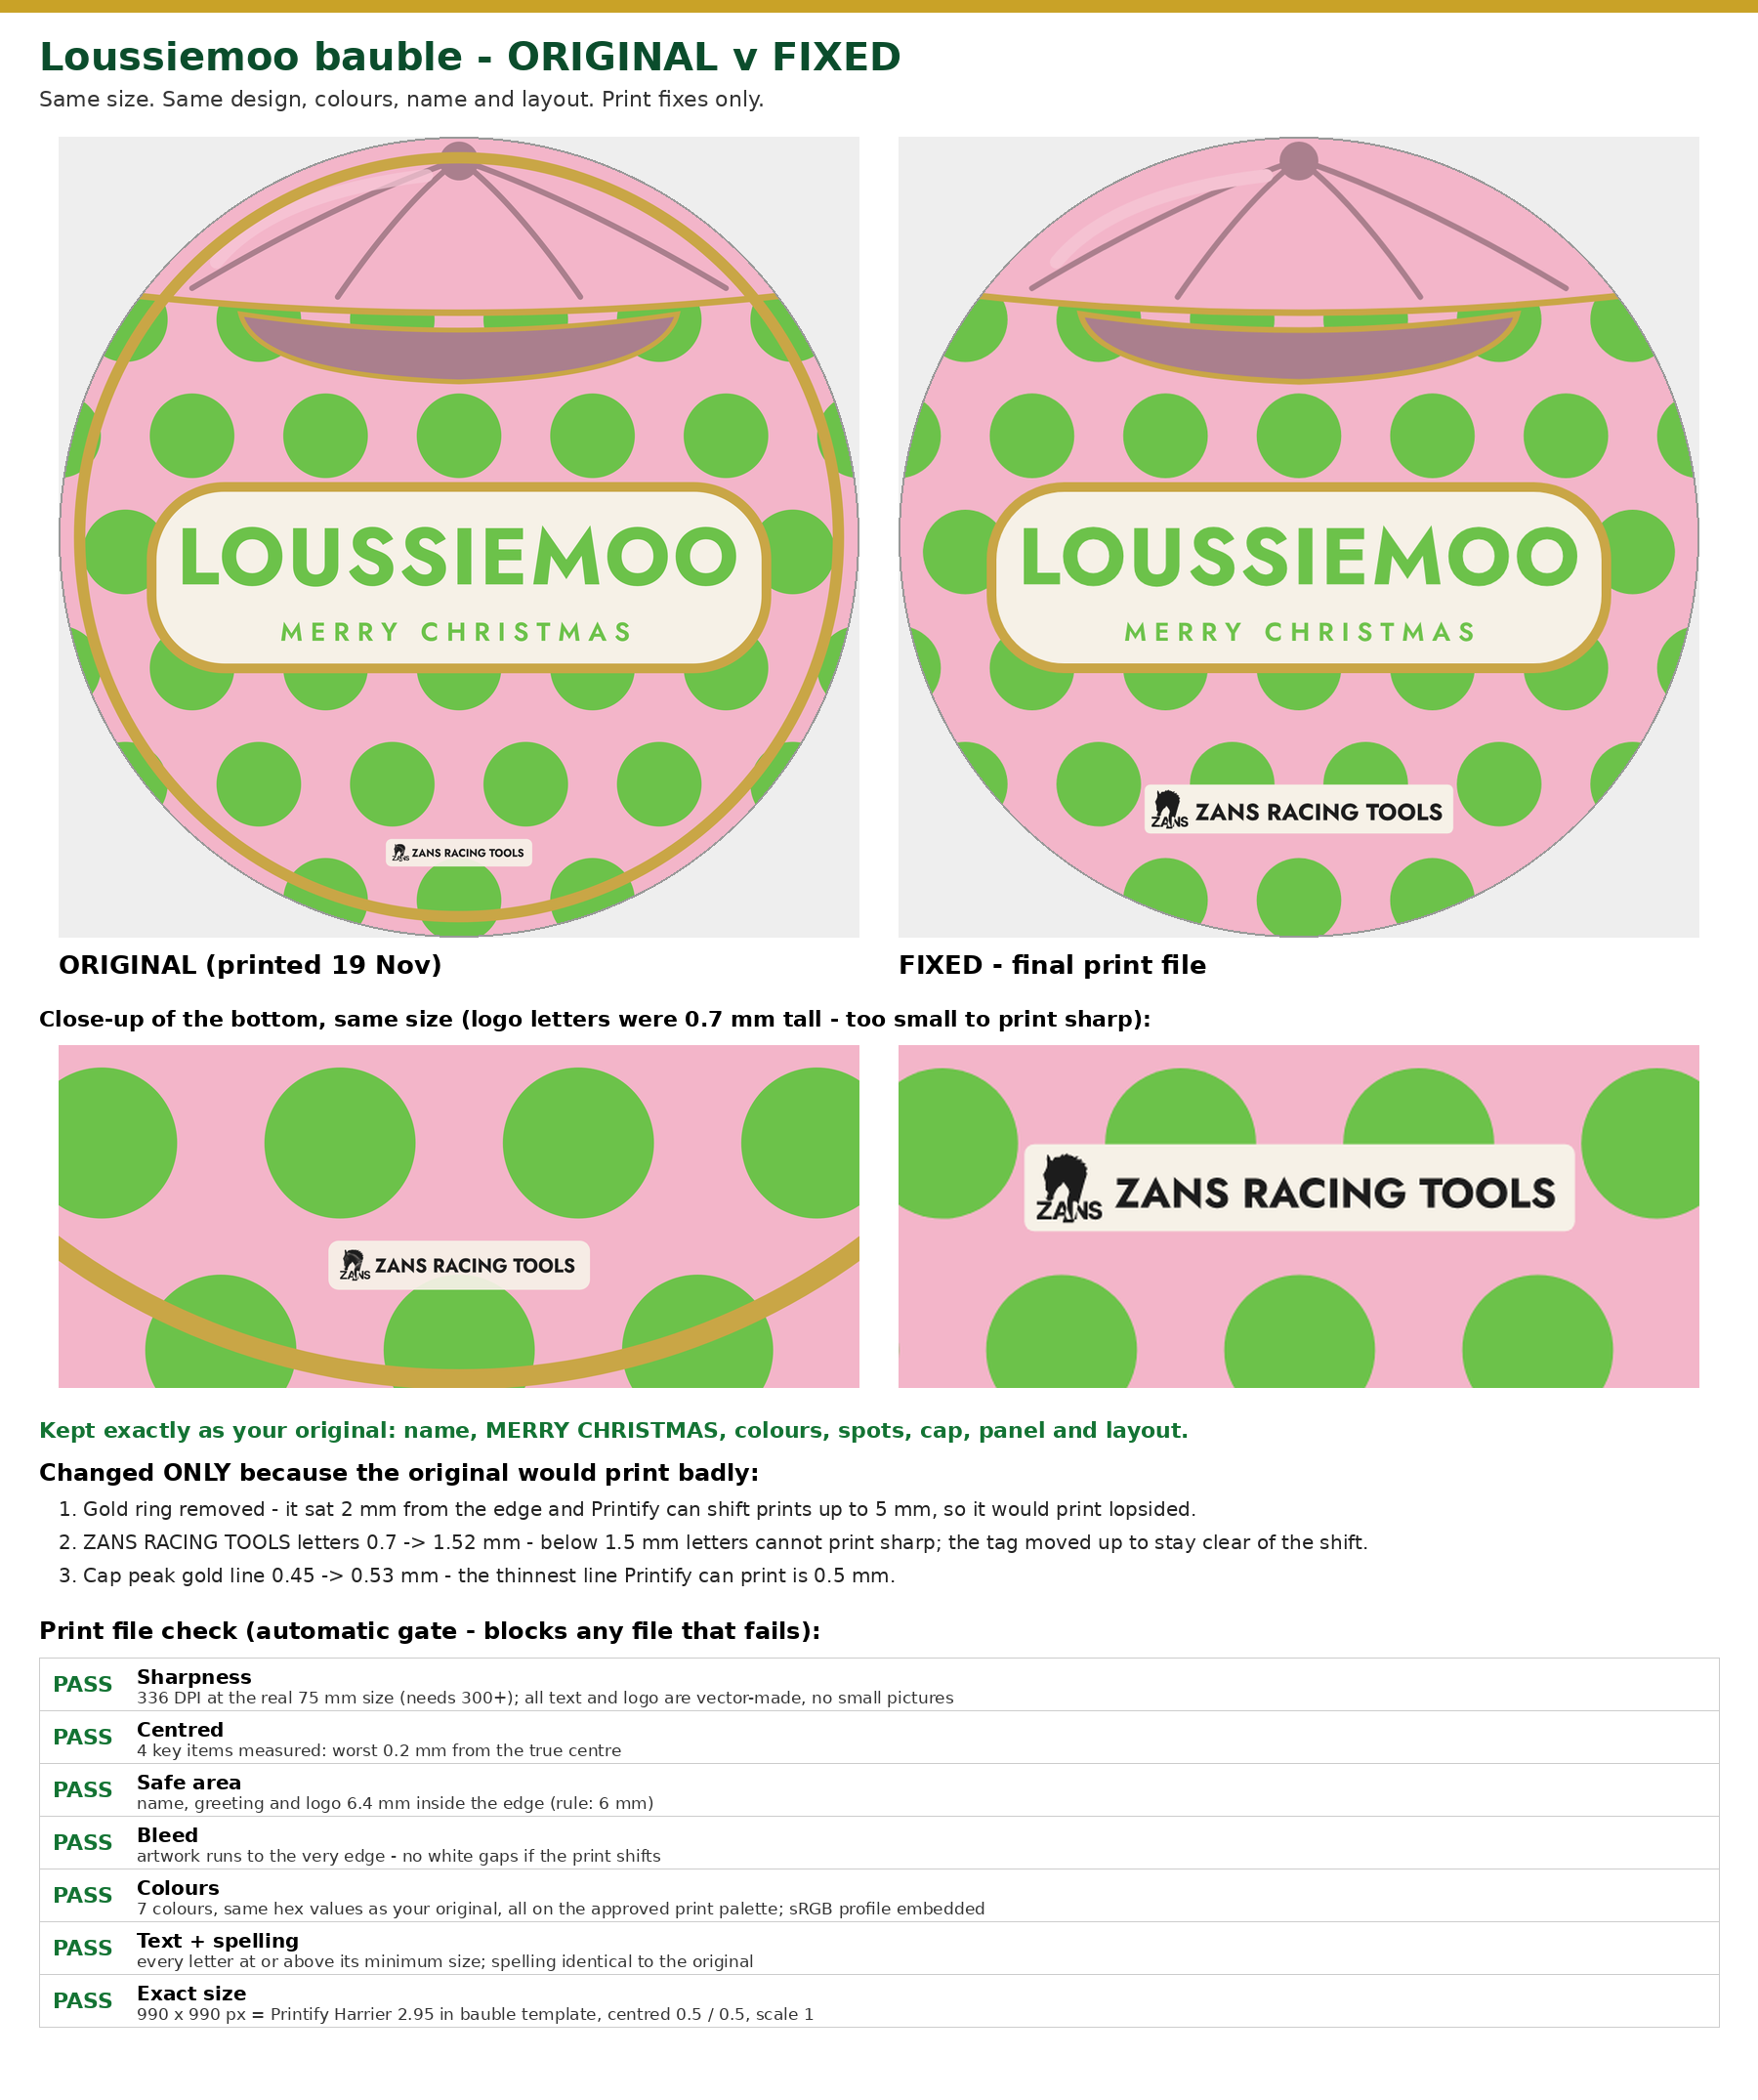 Loussiemoo bauble - ORIGINAL v FIXED
Same size. Same design, colours, name and layout. Print fixes only.
LOUSSIEMOO
MERRY CHRISTMAS
ZANS
ZANS RACING TOOLS
LOUSSIEMOO
MERRY CHRISTMAS
ZANS
ZANS RACING TOOLS
ORIGINAL (printed 19 Nov)
FIXED - final print file
Close-up of the bottom, same size (logo letters were 0.7 mm tall - too small to print sharp):
ZANS
ZANS RACING TOOLS
ZANS
ZANS RACING TOOLS
Kept exactly as your original: name, MERRY CHRISTMAS, colours, spots, cap, panel and layout.
Changed ONLY because the original would print badly:
1. Gold ring removed - it sat 2 mm from the edge and Printify can shift prints up to 5 mm, so it would print lopsided.
2. ZANS RACING TOOLS letters 0.7 -> 1.52 mm - below 1.5 mm letters cannot print sharp; the tag moved up to stay clear of the shift.
3. Cap peak gold line 0.45 -> 0.53 mm - the thinnest line Printify can print is 0.5 mm.
Print file check (automatic gate - blocks any file that fails):
PASS
Sharpness
336 DPI at the real 75 mm size (needs 300+); all text and logo are vector-made, no small pictures
PASS
Centred
4 key items measured: worst 0.2 mm from the true centre
PASS
Safe area
name, greeting and logo 6.4 mm inside the edge (rule: 6 mm)
PASS
Bleed
artwork runs to the very edge - no white gaps if the print shifts
PASS
Colours
7 colours, same hex values as your original, all on the approved print palette; sRGB profile embedded
PASS
Text + spelling
every letter at or above its minimum size; spelling identical to the original
PASS
Exact size
990 x 990 px = Printify Harrier 2.95 in bauble template, centred 0.5 / 0.5, scale 1